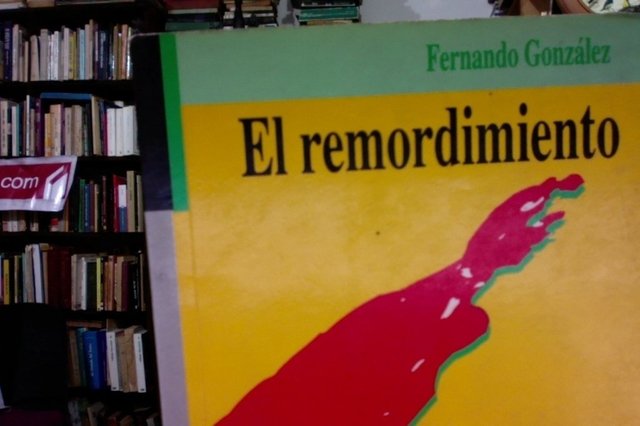 Fernando González
El remordimiento
com